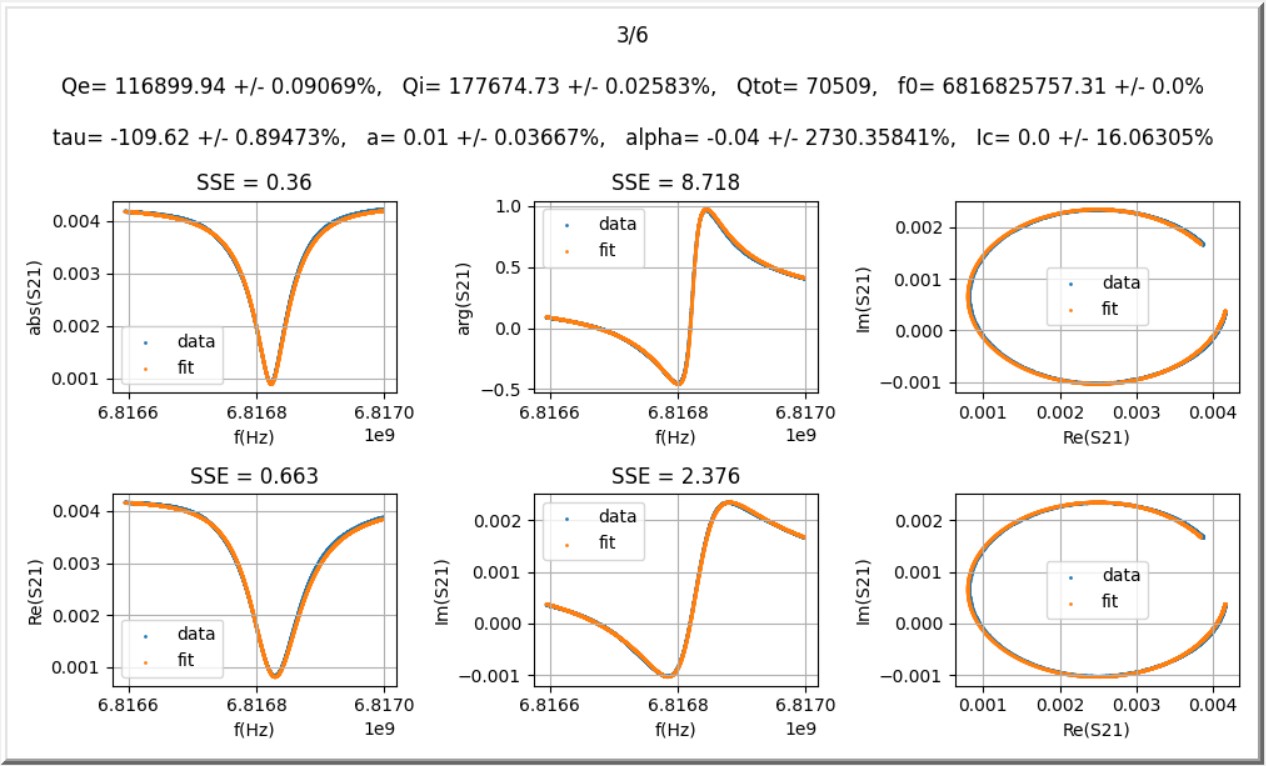 3/6
Qe= 116899.94 +/- 0.09069%, Qi= 177674.73 +/- 0.02583%, Qtot= 70509, f0= 6816825757.31 +/- 0.0%
tau= -109.62 +/- 0.89473%, a= 0.01 +/- 0.03667%, alpha= -0.04 +/- 2730.35841%, Ic= 0.0 +/- 16.06305%
SSE = 0.36
abs(S21)
0.004
0.003
0.002
0.001
data
fit
6.8166 6.8168 6.8170
1e9
f(Hz)
SSE = 8.718
arg(S21)
1.0
0.5
0.0
−0.5
data
fit
6.8166 6.8168 6.8170
1e9
f(Hz)
Im(S21)
0.002
0.001
0.000
−0.001
data
fit
0.001 0.002 0.003 0.004
Re(S21)
SSE = 0.663
Re(S21)
0.004
0.003
0.002
0.001
data
fit
6.8166 6.8168 6.8170
1e9
f(Hz)
SSE = 2.376
Im(S21)
0.002
0.001
0.000
−0.001
data
fit
6.8166 6.8168 6.8170
1e9
f(Hz)
Im(S21)
0.002
0.001
0.000
−0.001
data
fit
0.001 0.002 0.003 0.004
Re(S21)